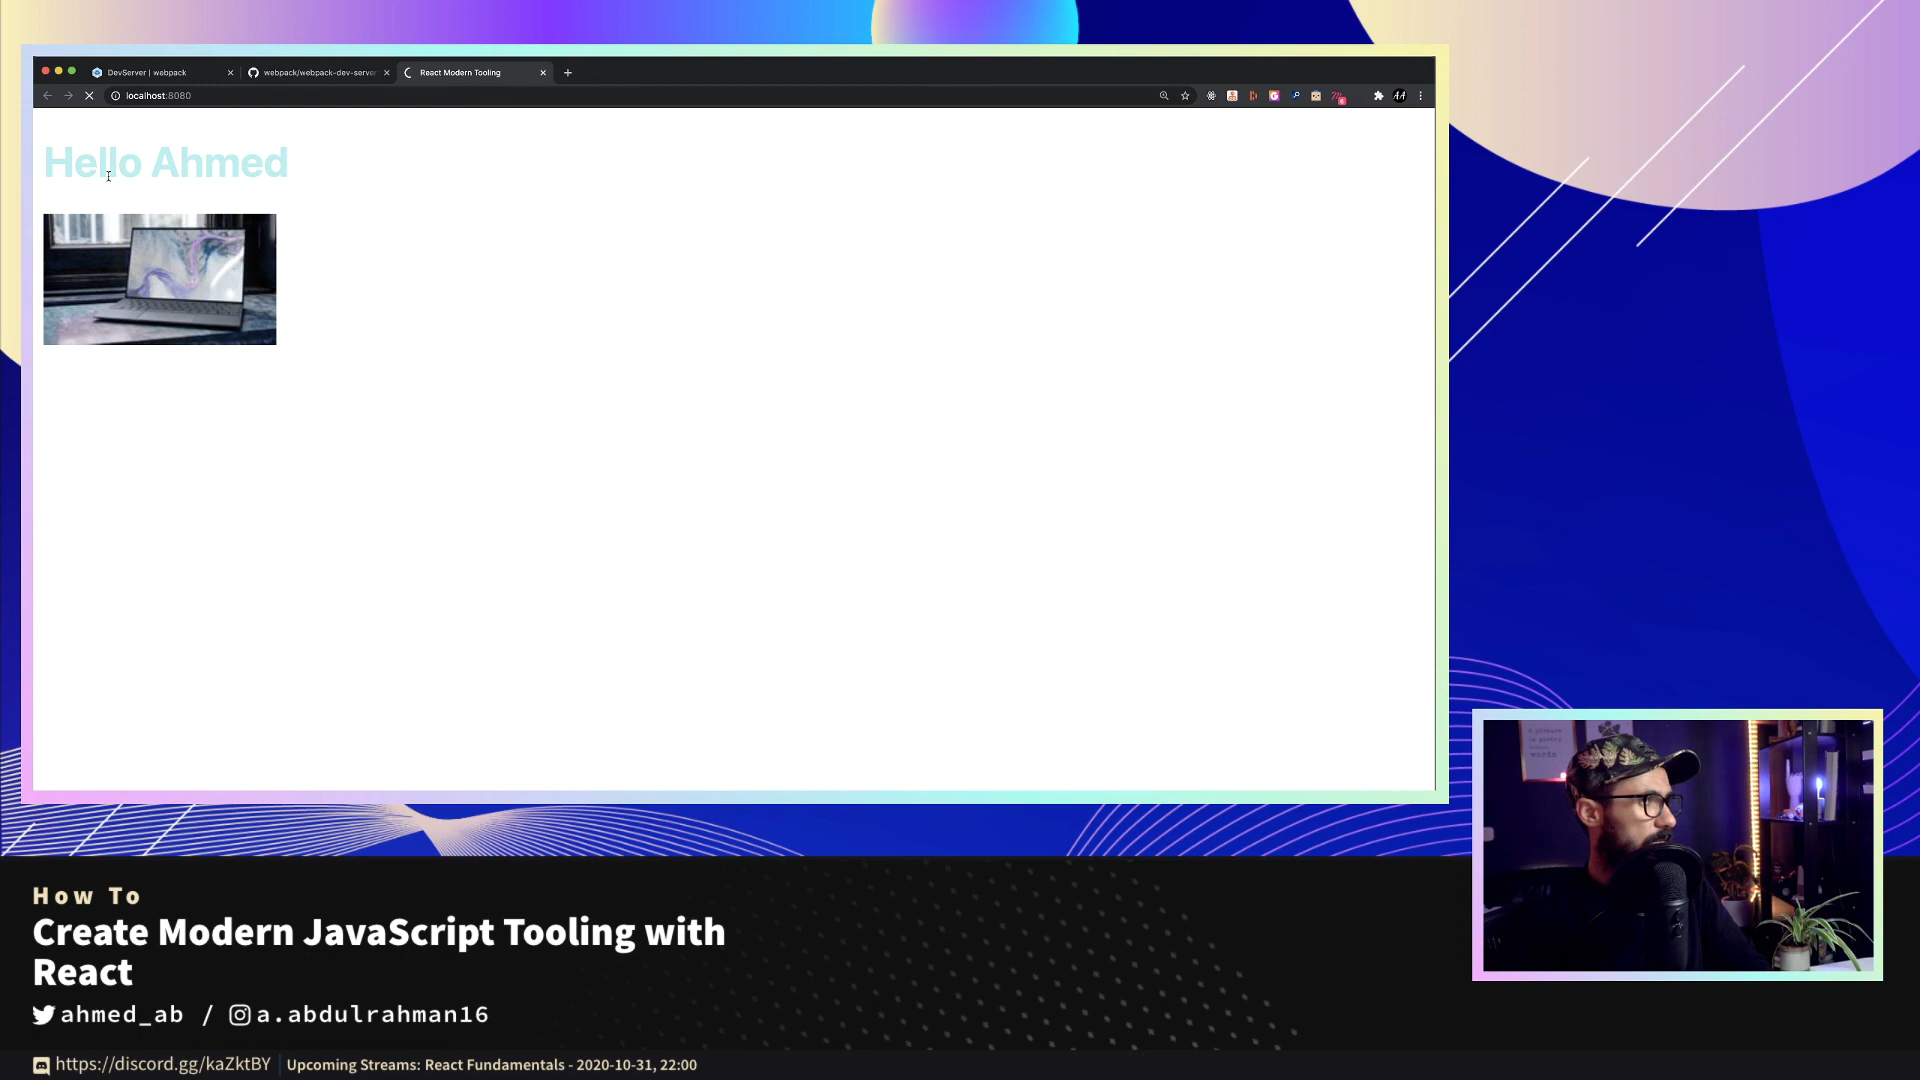 DevServer | webpack
webpack/webpack-dev-server
React Modern Tooling
localhost:8080
Hello Ahmed
How To
Create Modern JavaScript Tooling with
React
ahmed_ab / a.abdulrahman16
https://discord.gg/kaZktBY
Upcoming Streams: React Fundamentals - 2020-10-31, 22:00